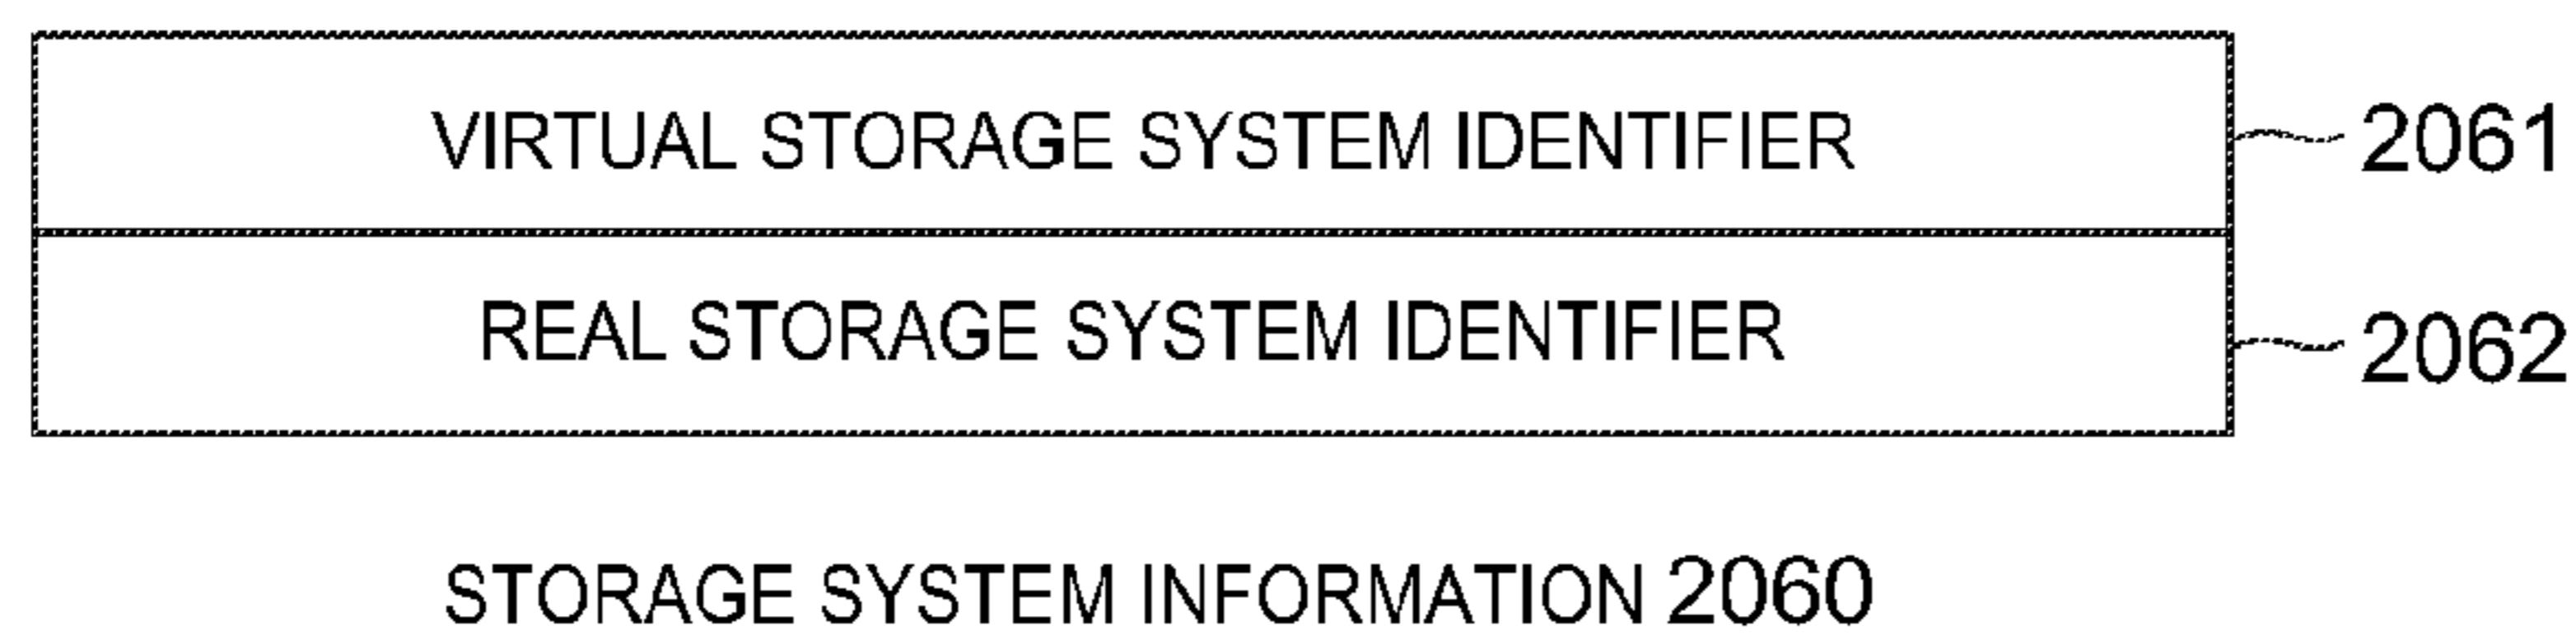 VIRTUAL STORAGE SYSTEM IDENTIFIER 2061
REAL STORAGE SYSTEM IDENTIFIER 2062
STORAGE SYSTEM INFORMATION 2060